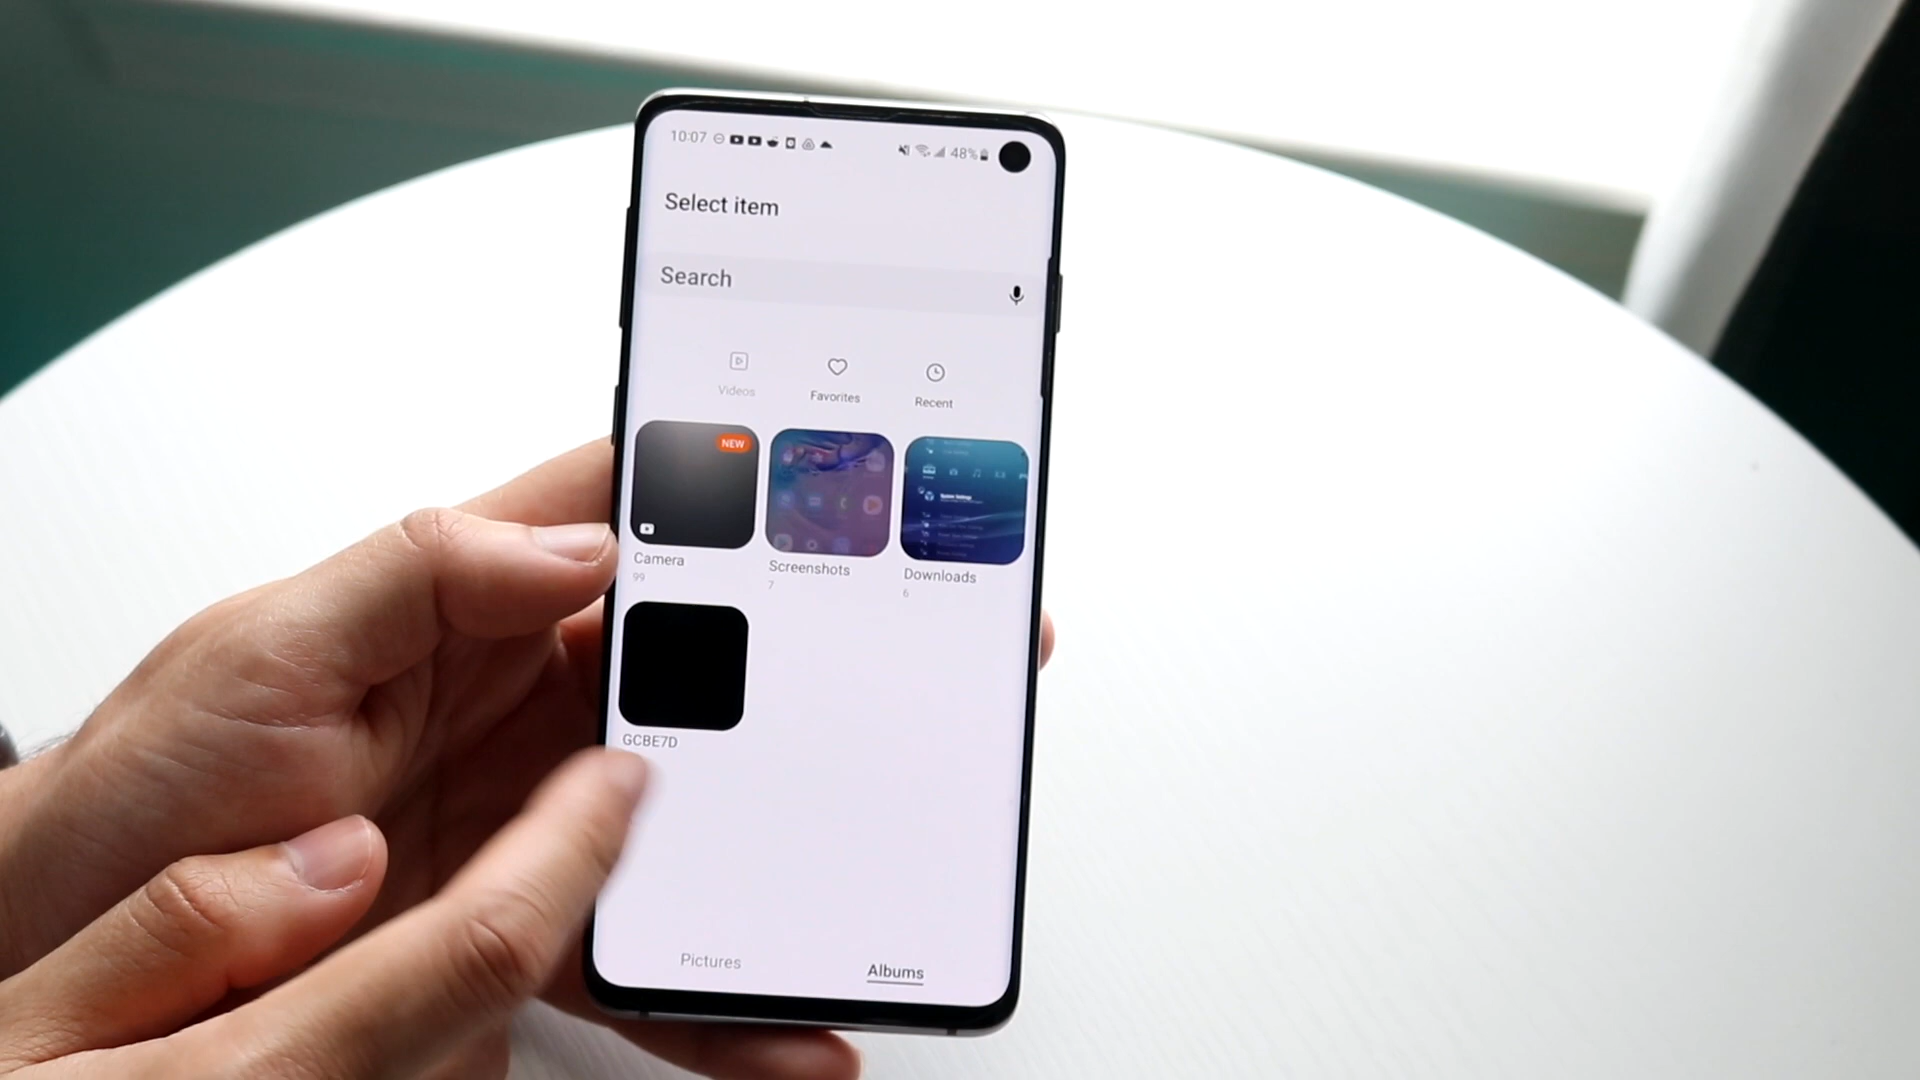 10:07 48%
Select item
Search
Videos Favorites Recent
NEW
Camera Screenshots Downloads
99 7 6
GCBE7D
Pictures Albums